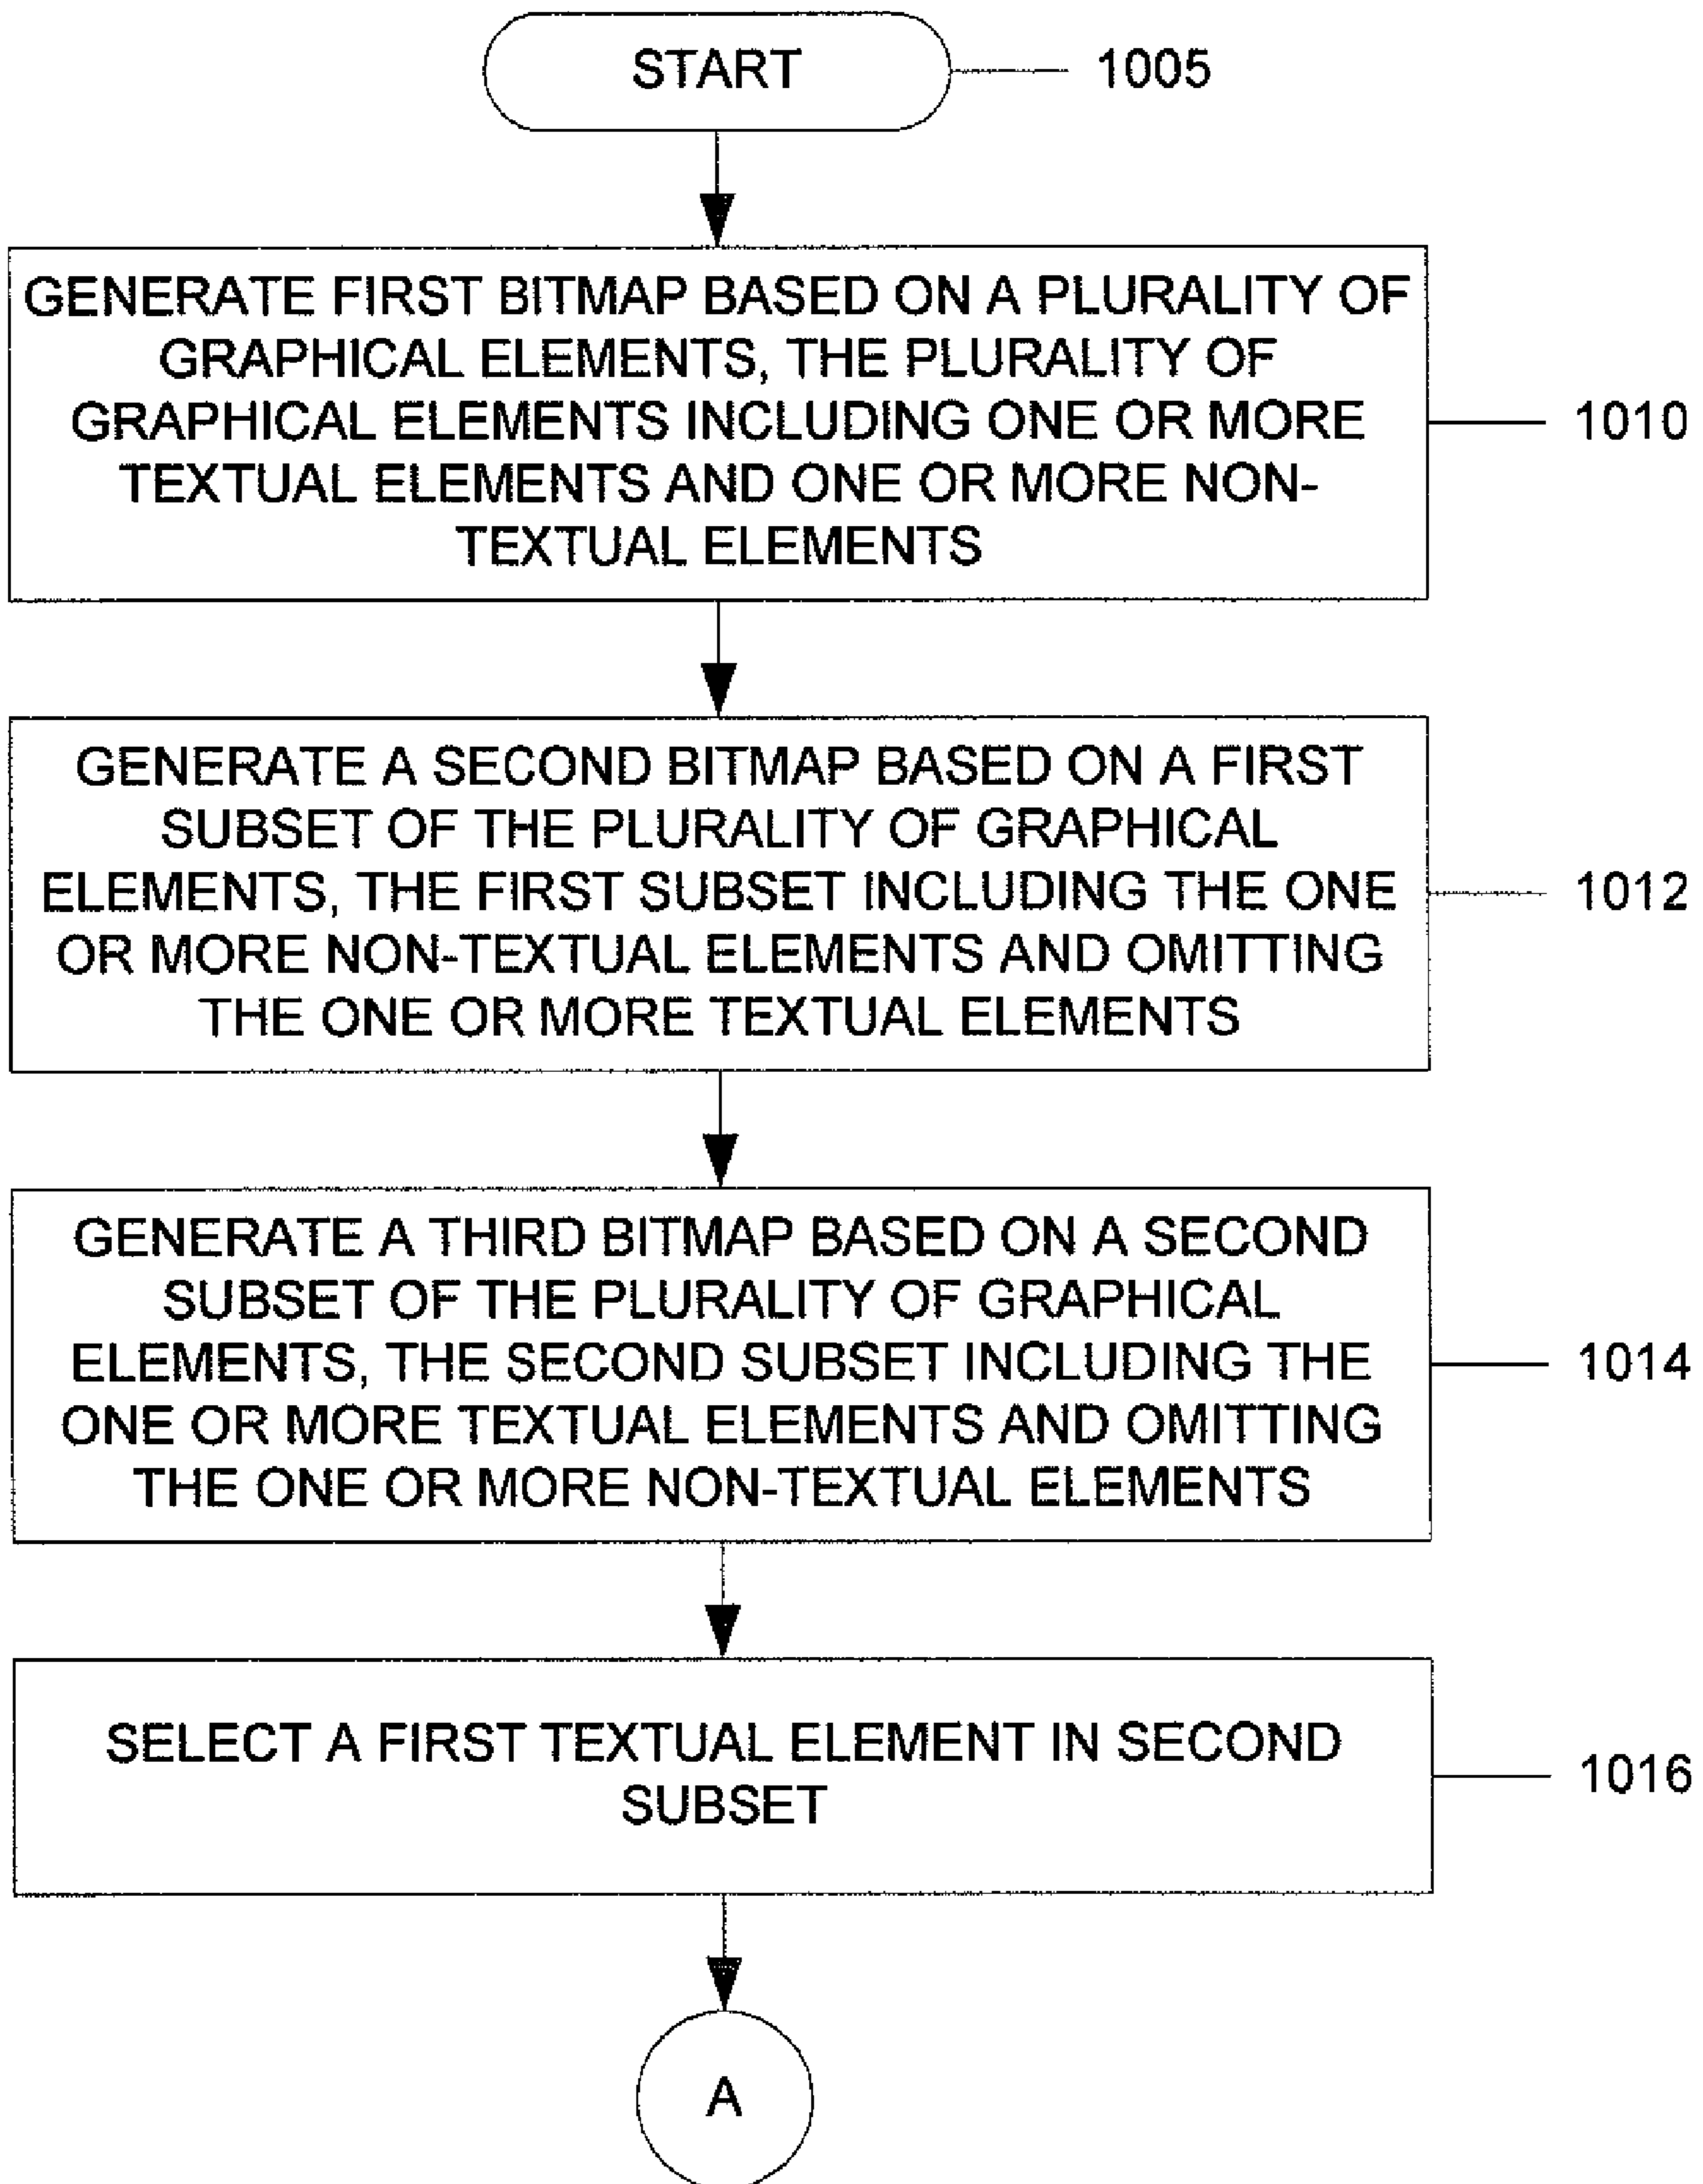 START
1005
GENERATE FIRST BITMAP BASED ON A PLURALITY OF
GRAPHICAL ELEMENTS, THE PLURALITY OF
GRAPHICAL ELEMENTS INCLUDING ONE OR MORE
TEXTUAL ELEMENTS AND ONE OR MORE NON-
TEXTUAL ELEMENTS
1010
GENERATE A SECOND BITMAP BASED ON A FIRST
SUBSET OF THE PLURALITY OF GRAPHICAL
ELEMENTS, THE FIRST SUBSET INCLUDING THE ONE
OR MORE NON-TEXTUAL ELEMENTS AND OMITTING
THE ONE OR MORE TEXTUAL ELEMENTS
1012
GENERATE A THIRD BITMAP BASED ON A SECOND
SUBSET OF THE PLURALITY OF GRAPHICAL
ELEMENTS, THE SECOND SUBSET INCLUDING THE
ONE OR MORE TEXTUAL ELEMENTS AND OMITTING
THE ONE OR MORE NON-TEXTUAL ELEMENTS
1014
SELECT A FIRST TEXTUAL ELEMENT IN SECOND
SUBSET
1016
A